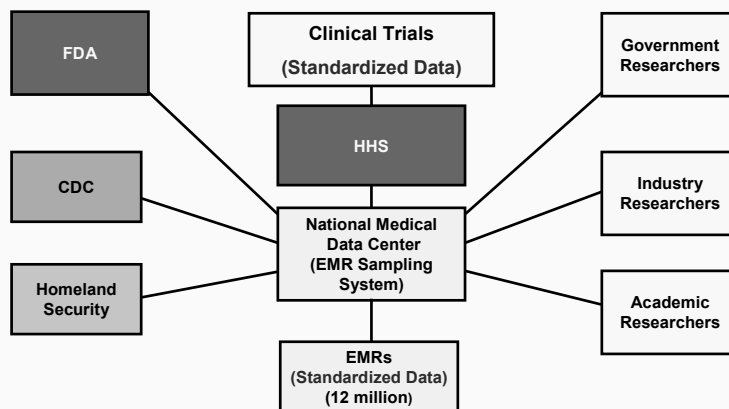 FDA
Clinical Trials
(Standardized Data)
Government
Researchers
HHS
CDC
Industry
Researchers
National Medical
Data Center
(EMR Sampling
System)
Homeland
Security
Academic
Researchers
EMRs
(Standardized Data)
(12 million)